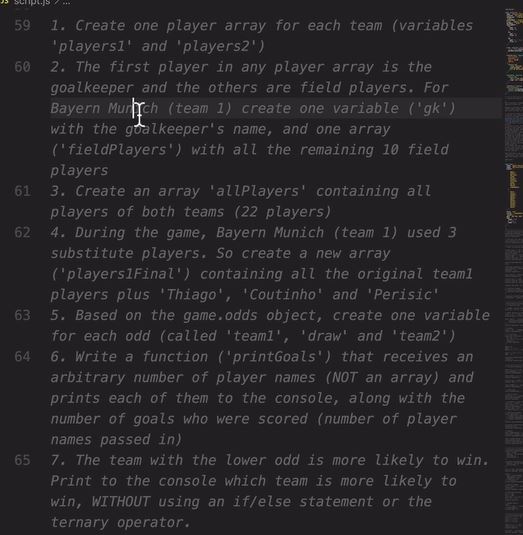 script.js > ...
59 1. Create one player array for each team (variables
'players1' and 'players2')
60 2. The first player in any player array is the
goalkeeper and the others are field players. For
Bayern Munich (team 1) create one variable ('gk')
with the goalkeeper's name, and one array
('fieldPlayers') with all the remaining 10 field
players
61 3. Create an array 'allPlayers' containing all
players of both teams (22 players)
62 4. During the game, Bayern Munich (team 1) used 3
substitute players. So create a new array
('players1Final') containing all the original team1
players plus 'Thiago', 'Coutinho' and 'Perisic'
63 5. Based on the game.odds object, create one variable
for each odd (called 'team1', 'draw' and 'team2')
64 6. Write a function ('printGoals') that receives an
arbitrary number of player names (NOT an array) and
prints each of them to the console, along with the
number of goals who were scored (number of player
names passed in)
65 7. The team with the lower odd is more likely to win.
Print to the console which team is more likely to
win, WITHOUT using an if/else statement or the
ternary operator.